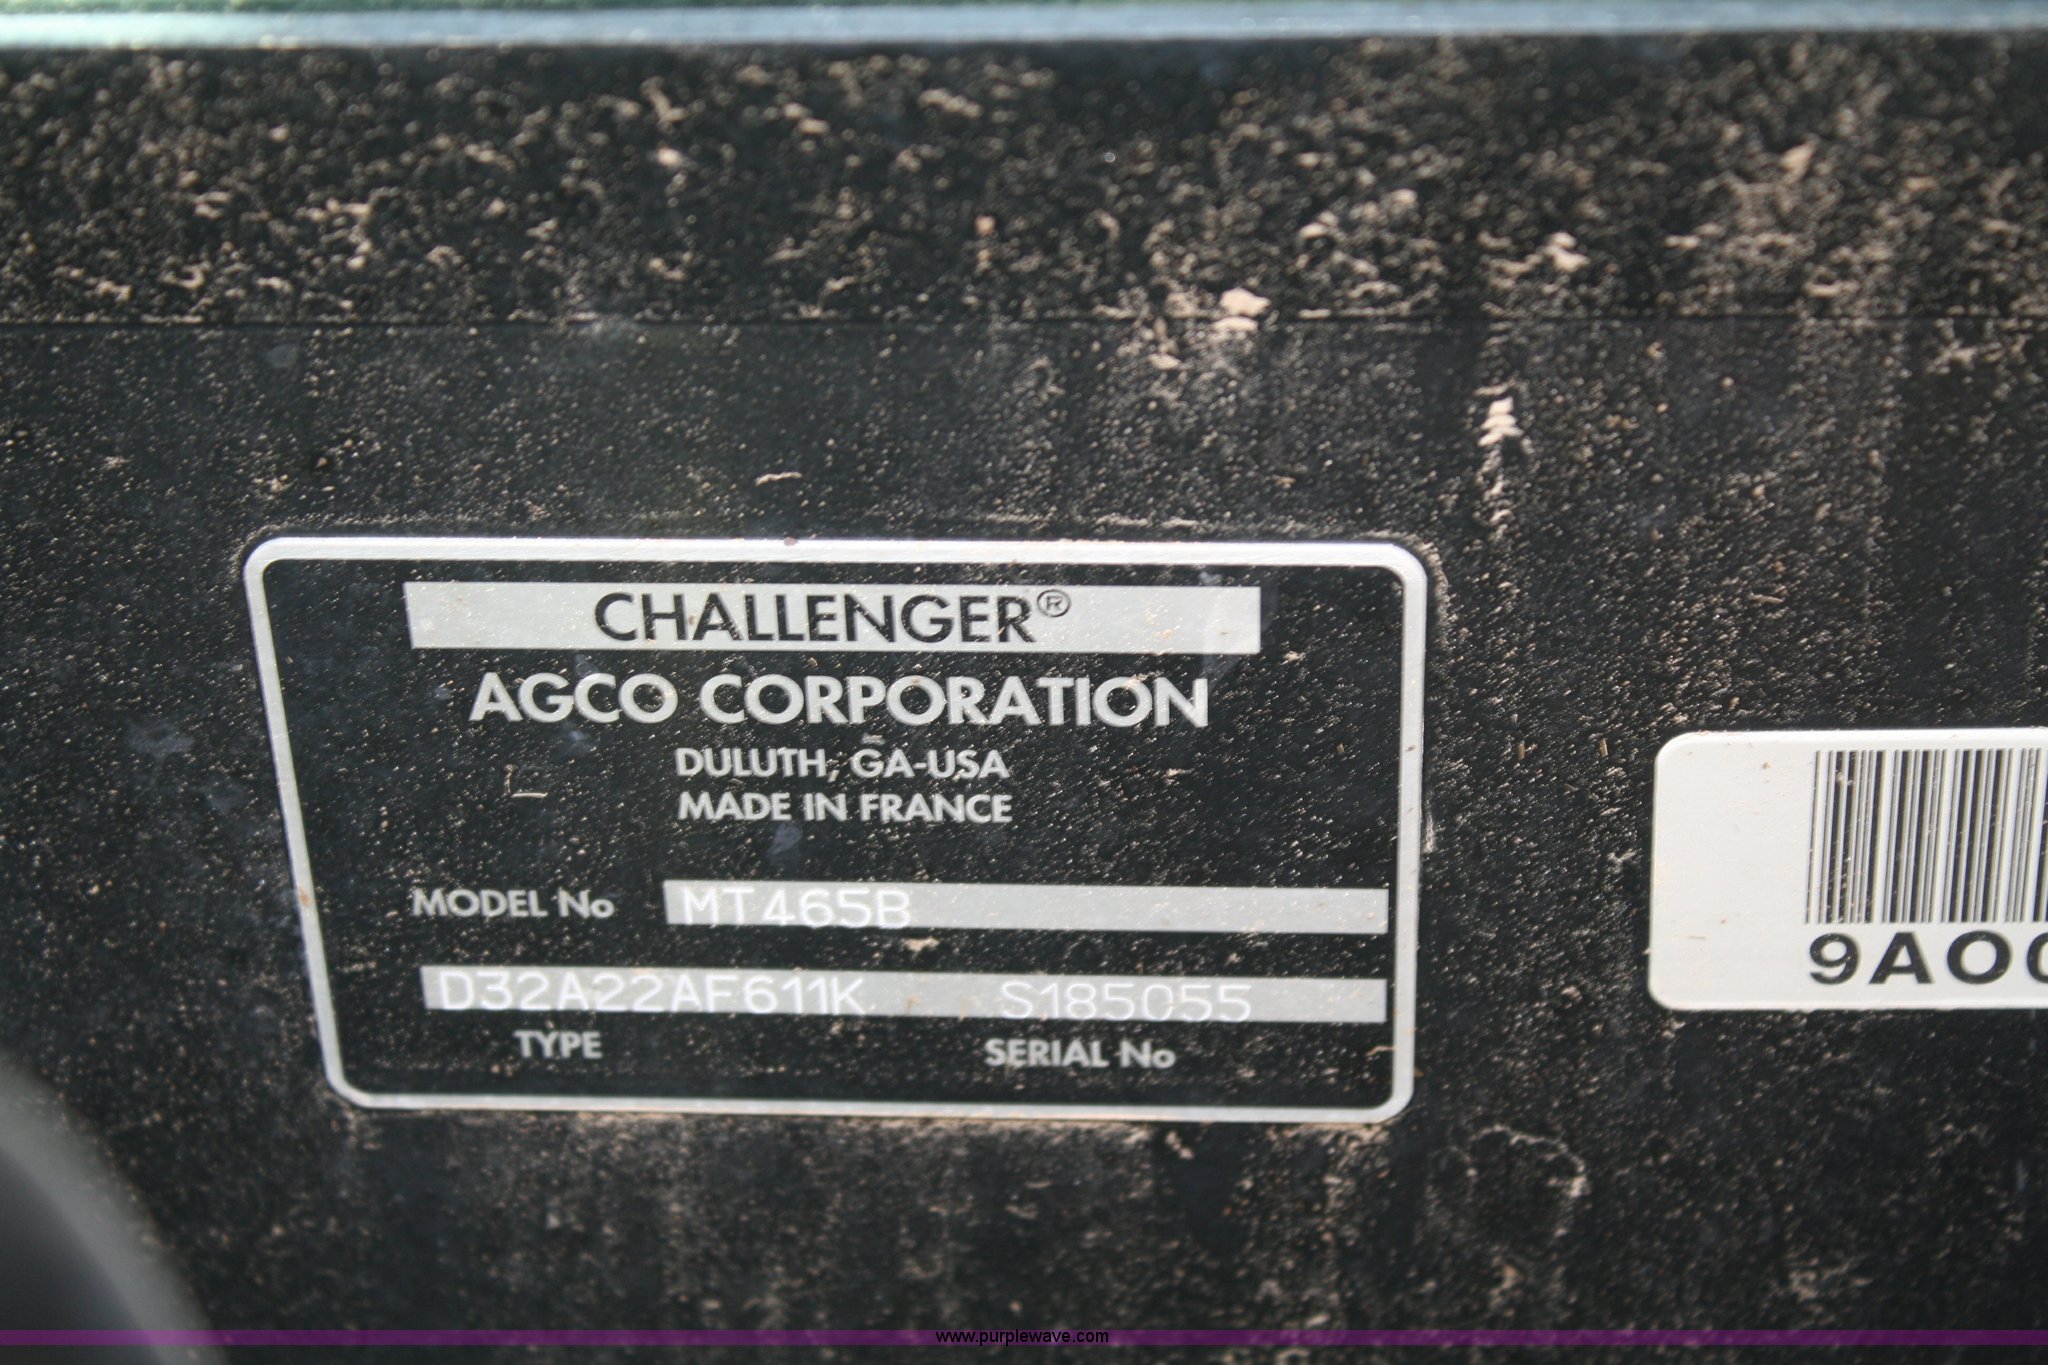 CHALLENGER®
AGCO CORPORATION
DULUTH, GA-USA
MADE IN FRANCE
MODEL No MT465B
D32A22AF611K S185055
TYPE SERIAL No
9AO
www.purplewave.com